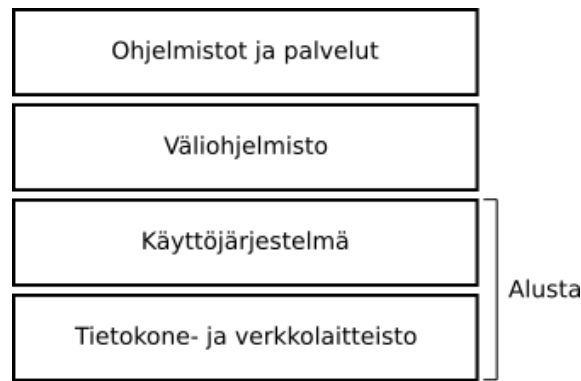 Ohjelmistot ja palvelut
Väliohjelmisto
Käyttöjärjestelmä
Alusta
Tietokone- ja verkkolaitteisto